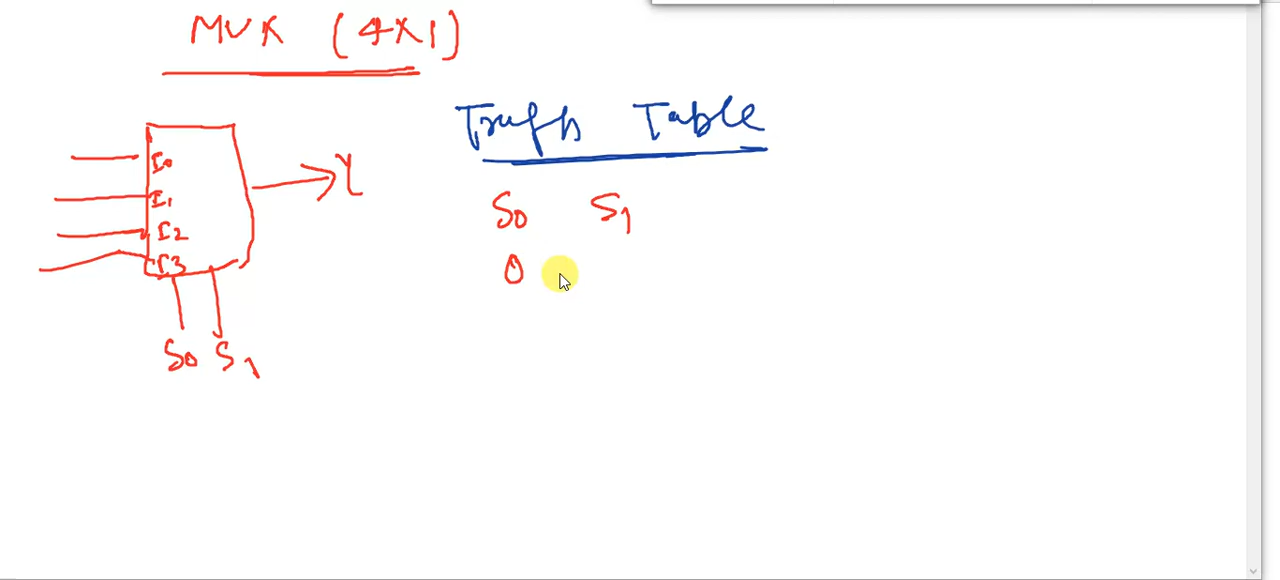 MUX (4X1)
Truth Table
I0
I1
I2
I3
Y
S0 S1
0
S0 S1